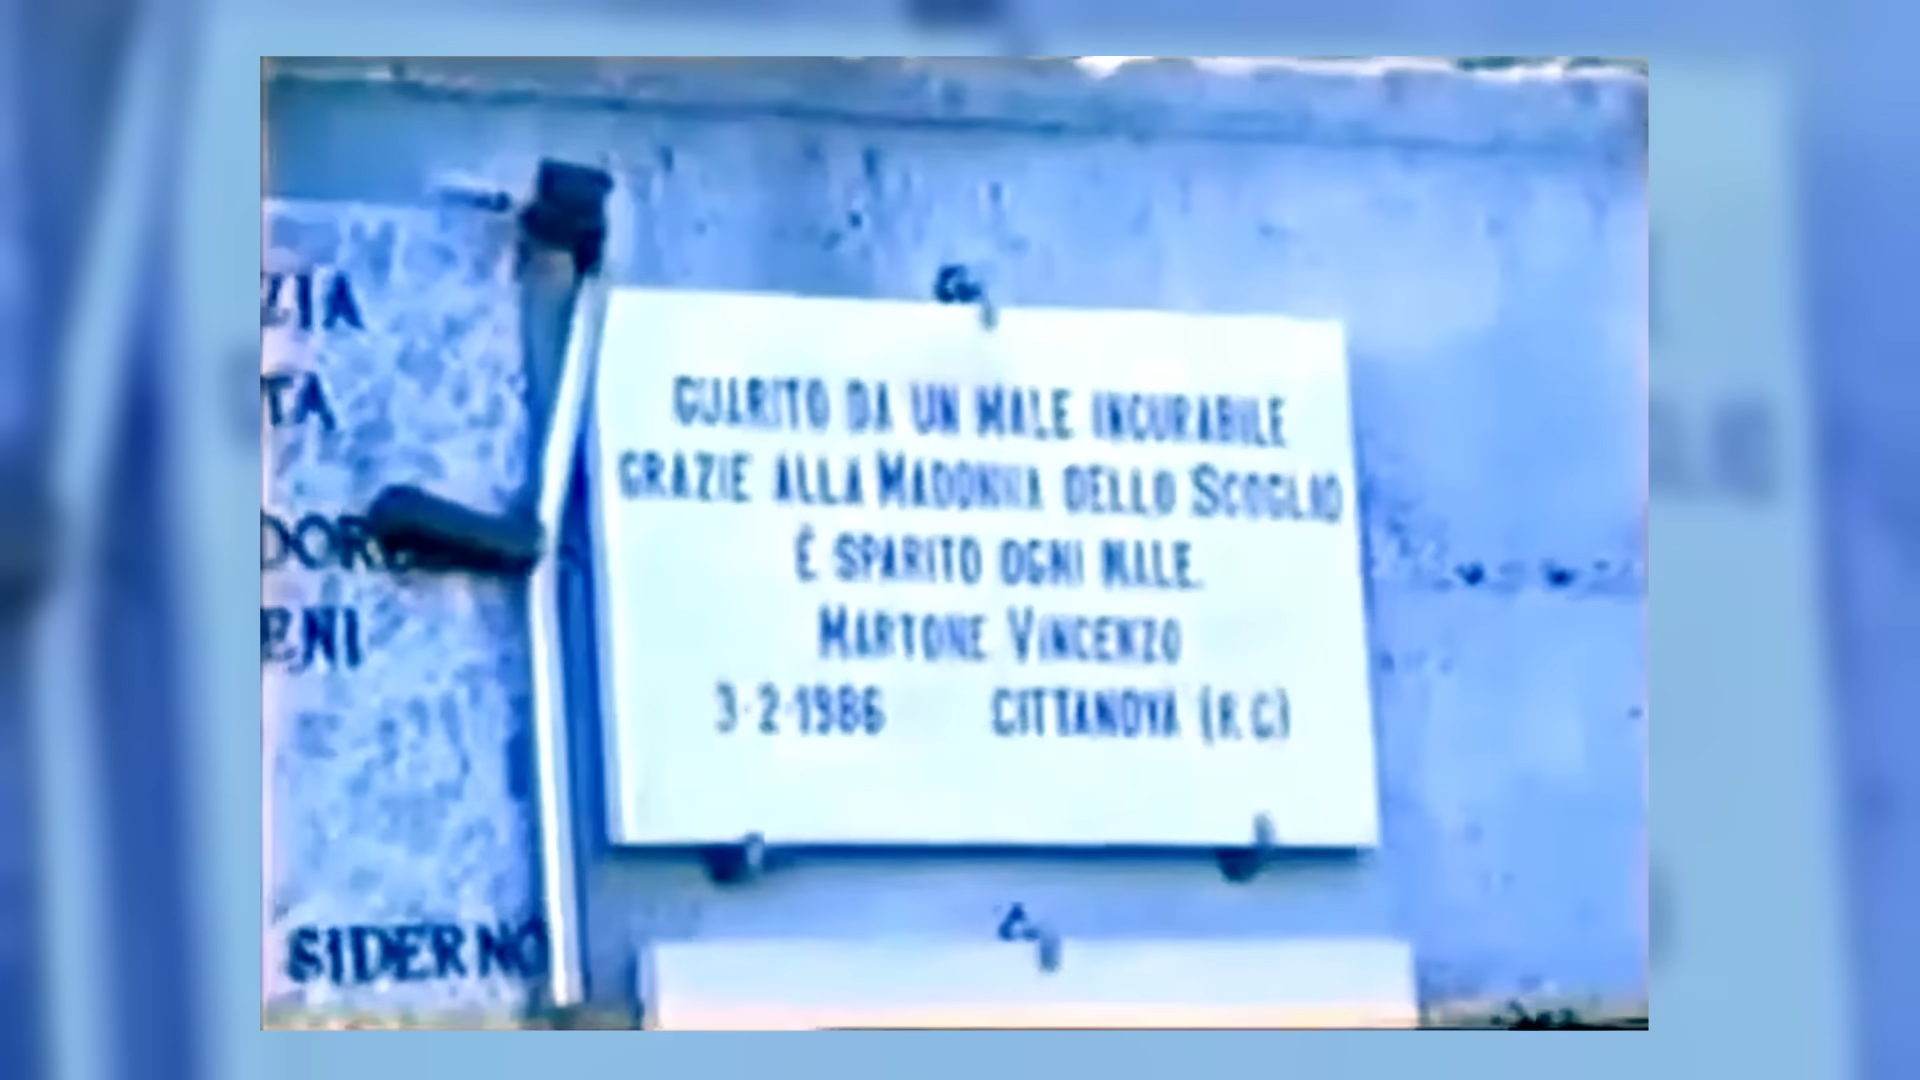 ZIA
TA
DOR
ENI
SIDERNO
GUARITO DA UN MALE INCURABILE
GRAZIE ALLA MADONNA DELLO SCOGLIO
É SPARITO OGNI MALE.
MARTONE VINCENZO
3-2-1986 CITTANOVA (R.C)